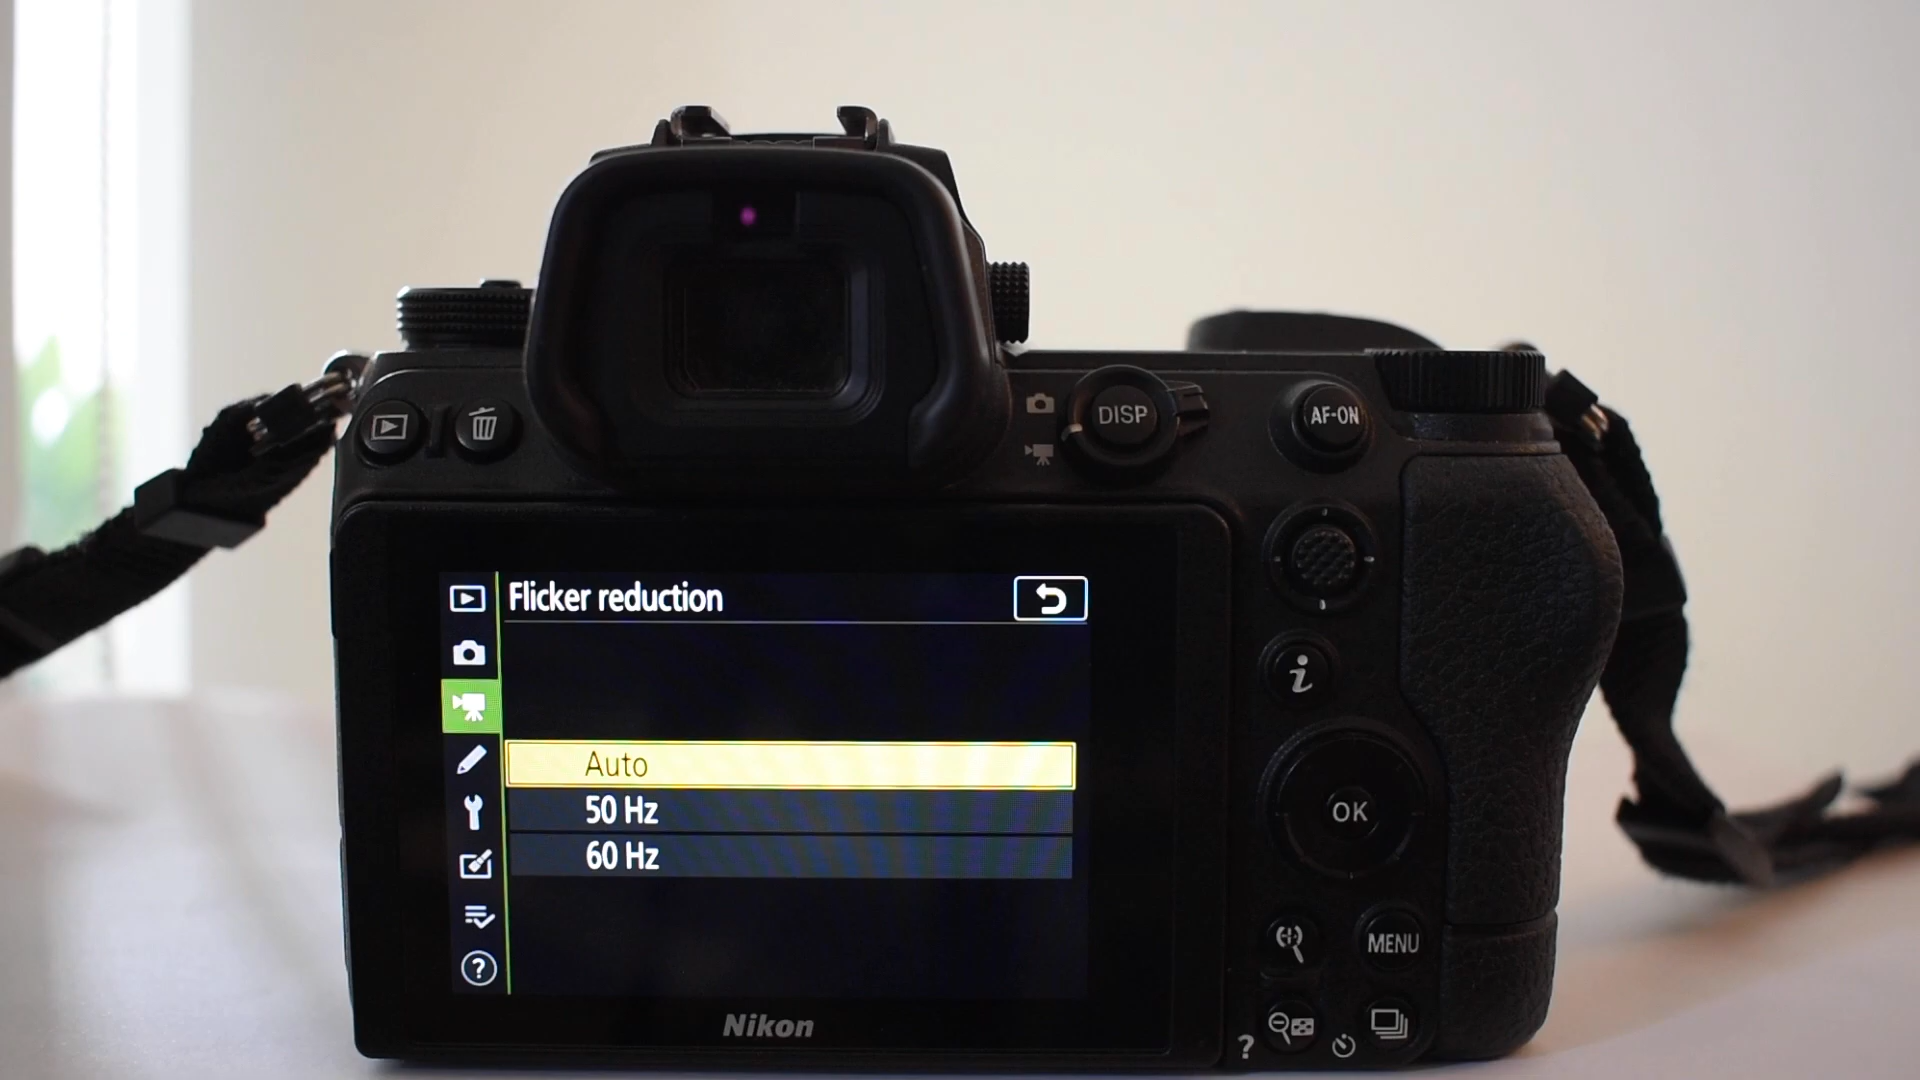 DISP
AF-ON
Flicker reduction
i
Auto
50 Hz
60 Hz
OK
MENU
?
Nikon
?